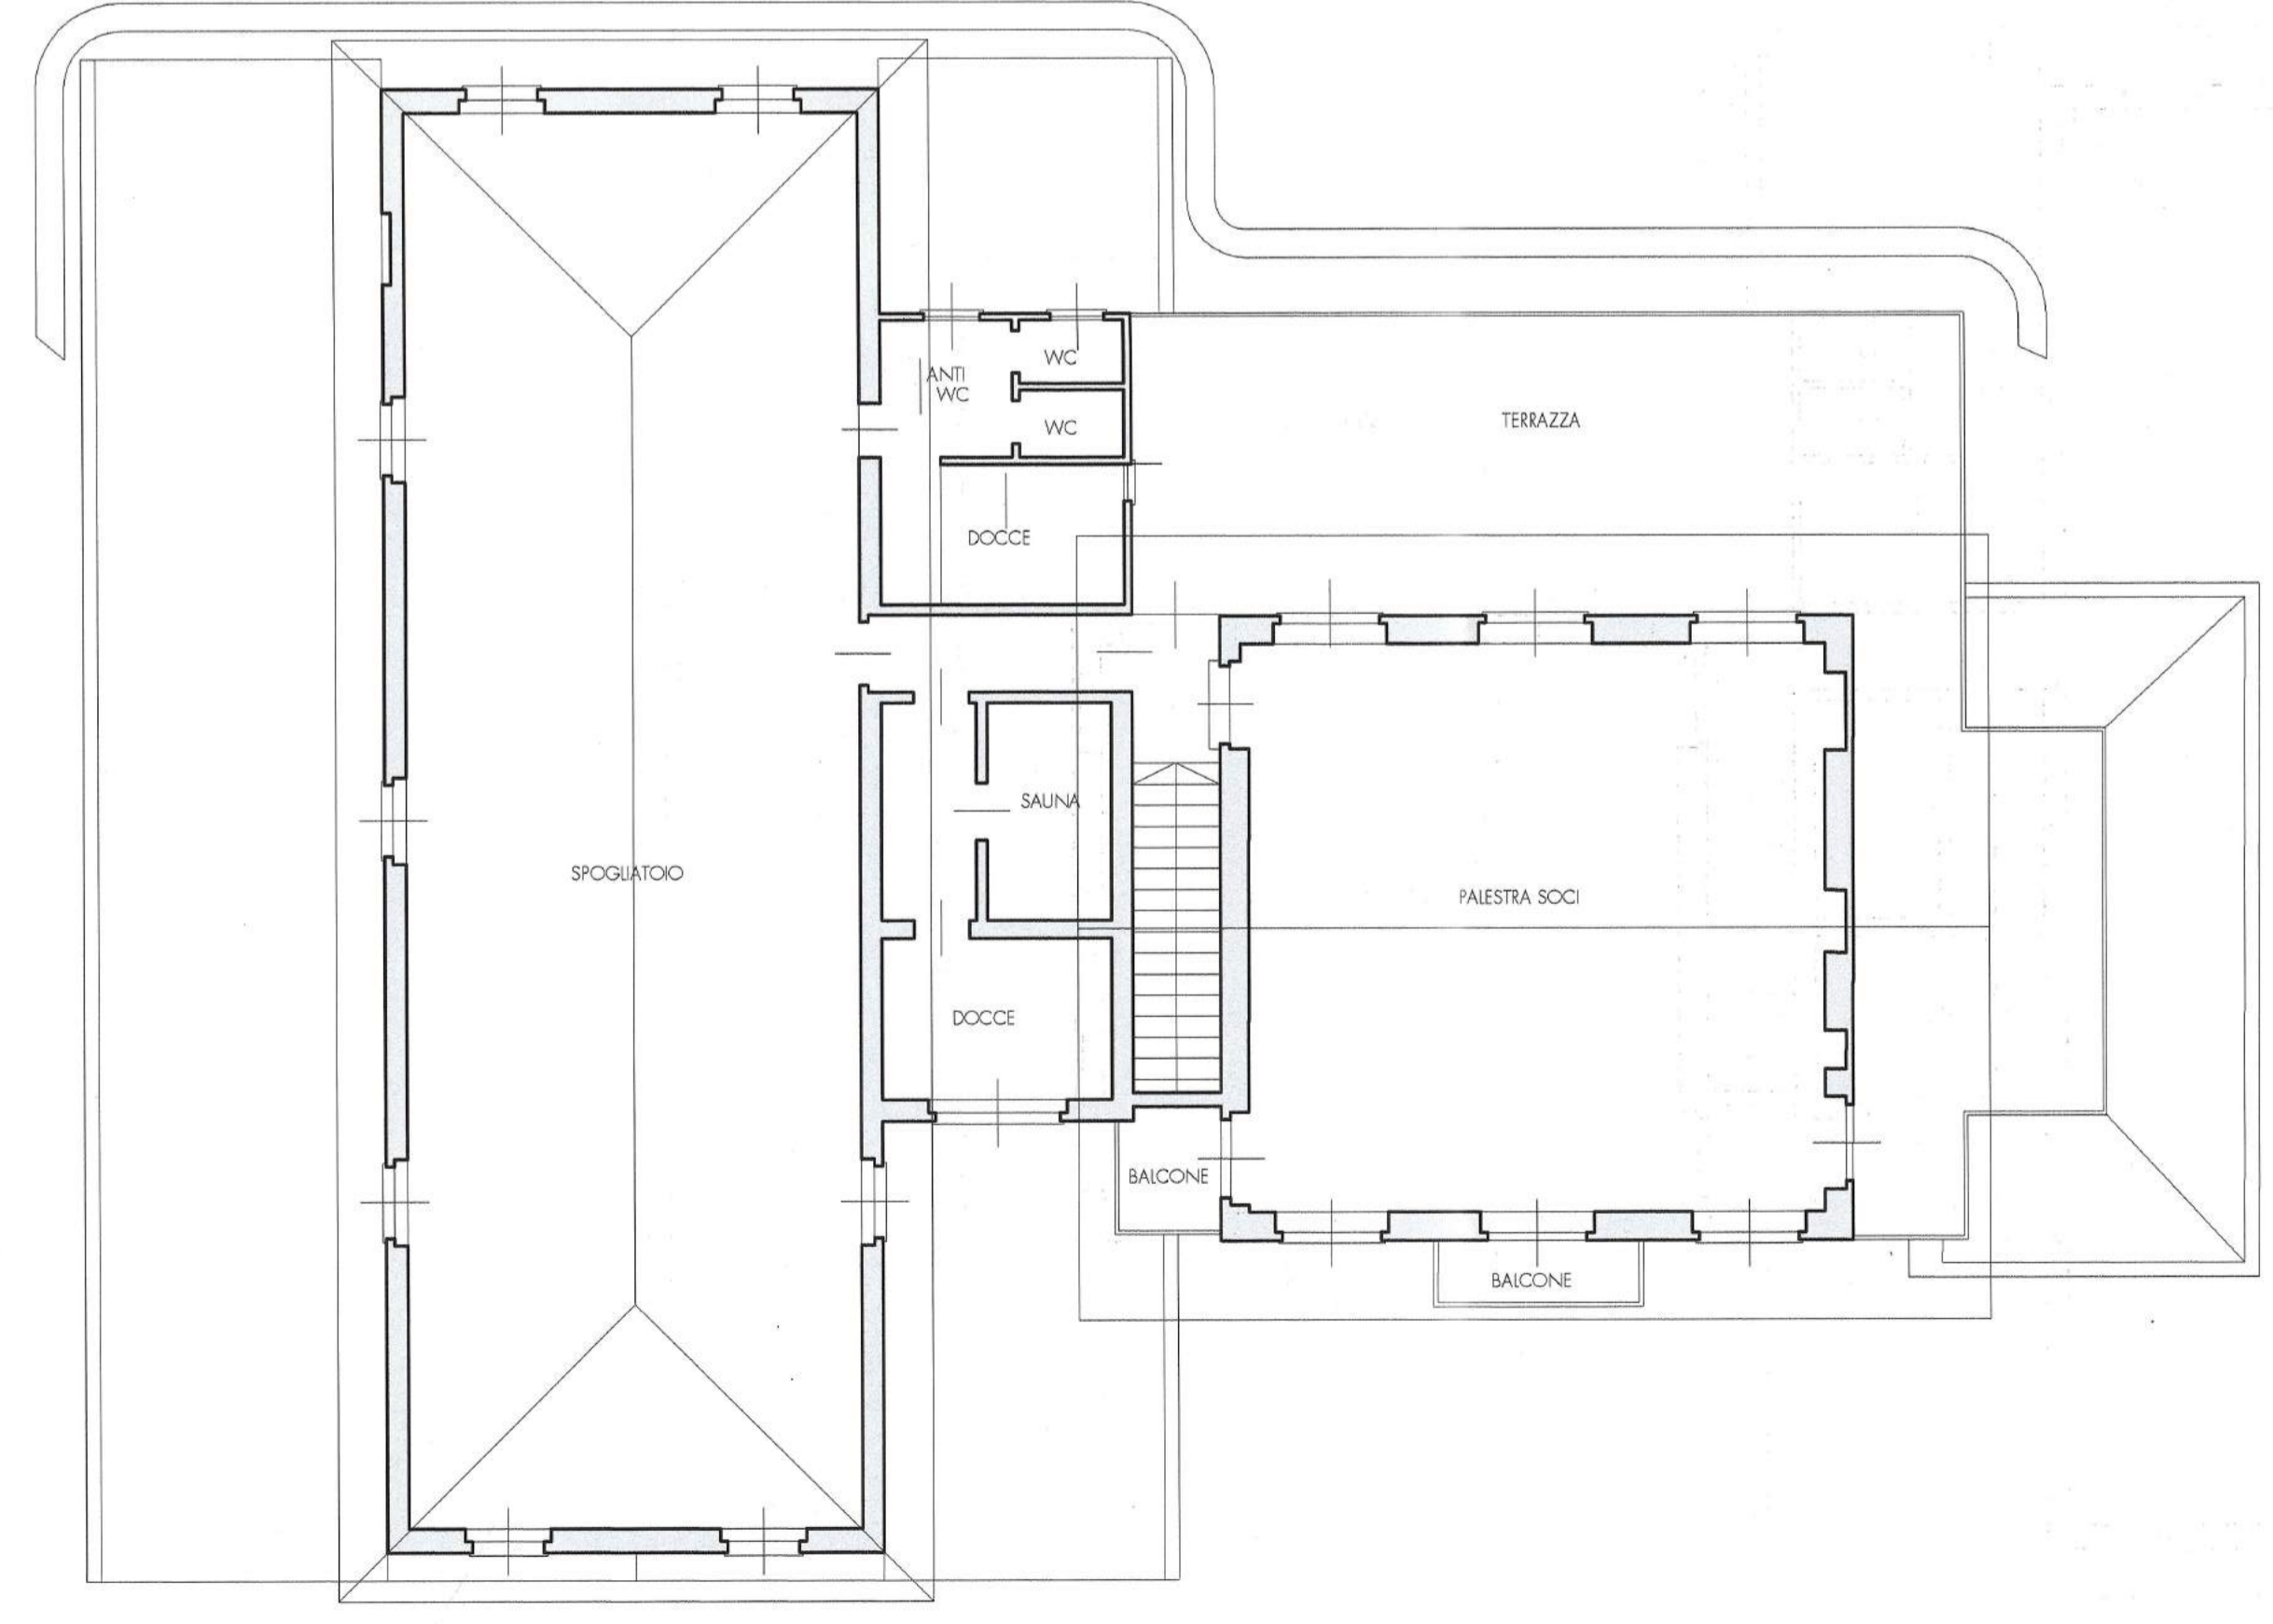 WC
ANTI
WC
WC
TERRAZZA
DOCCE
SAUNA
SPOGLIATOIO
PALESTRA SOCI
DOCCE
BALCONE
BALCONE